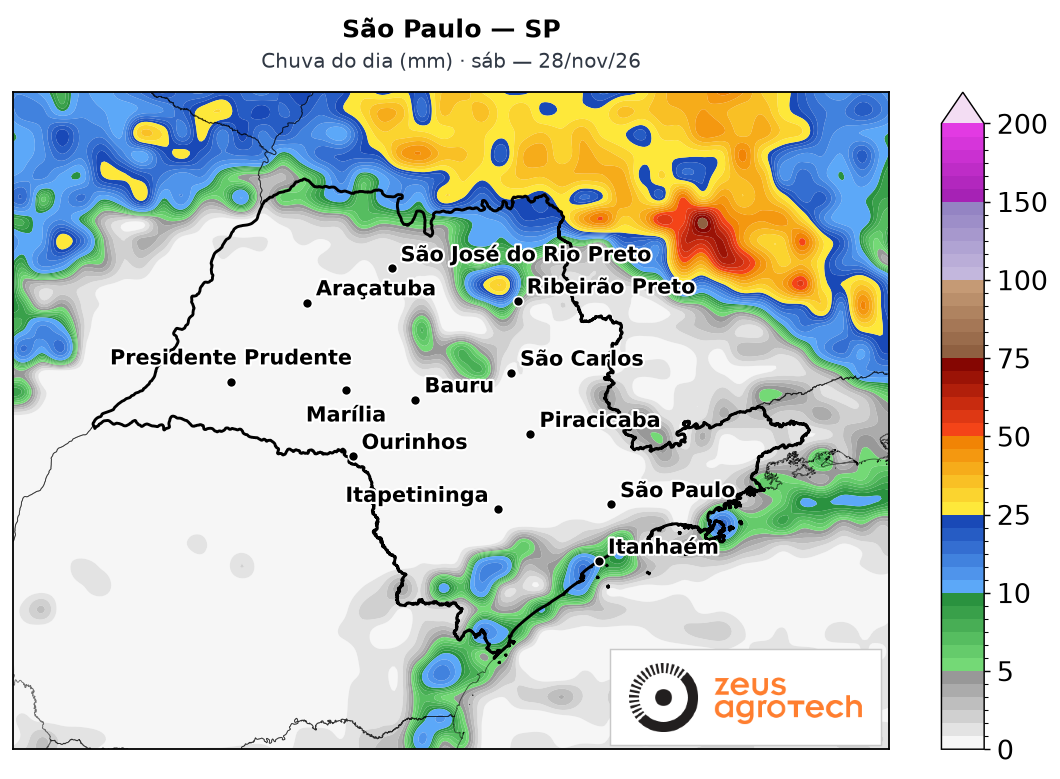 São Paulo — SP
Chuva do dia (mm) · sáb — 28/nov/26
São José do Rio Preto
Araçatuba
Ribeirão Preto
Presidente Prudente
São Carlos
Bauru
Marília
Piracicaba
Ourinhos
Itapetininga
São Paulo
Itanhaém
200
150
100
75
50
25
10
5
0
zeus
agrotech